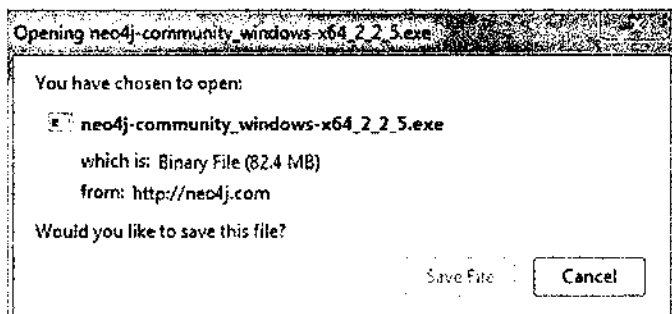 Opening neo4j-community_windows-x64_2_2_5.exe
You have chosen to open:
neo4j-community_windows-x64_2_2_5.exe
which is: Binary File (82.4 MB)
from: http://neo4j.com
Would you like to save this file?
Save File Cancel